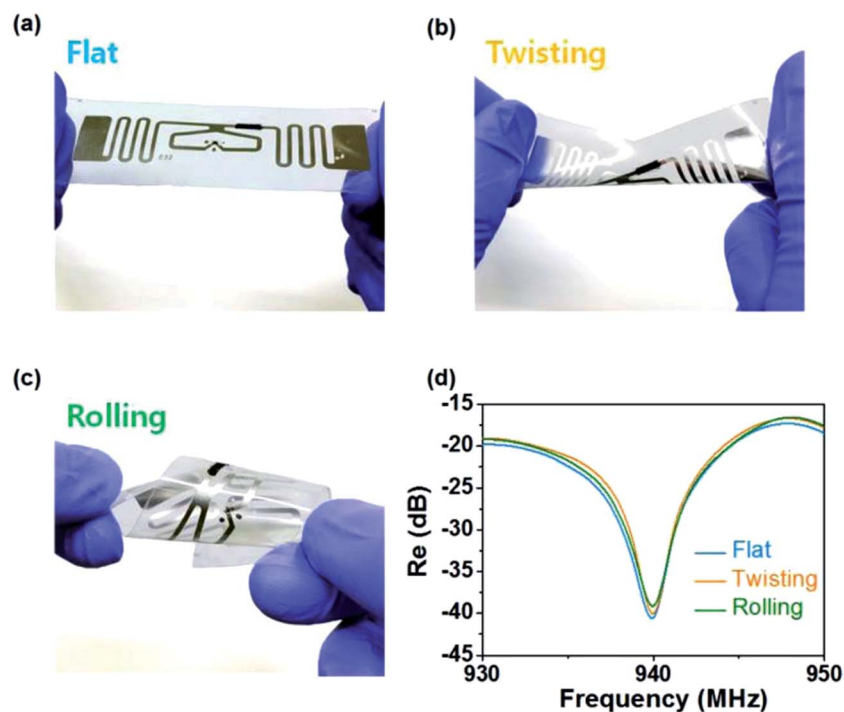 (a)
Flat
(b)
Twisting
(c)
Rolling
(d)
-15
-20
-25
-30
-35
-40
-45
Re (dB)
Flat
Twisting
Rolling
930
940
950
Frequency (MHz)